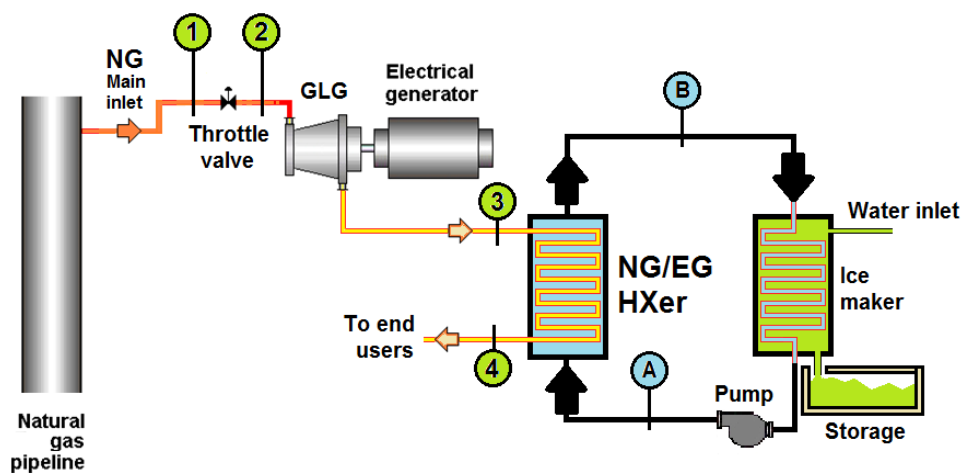 1
2
NG
Main
inlet
Throttle
valve
GLG
Electrical
generator
B
3
Water inlet
NG/EG
HXer
Ice
maker
To end
users
4
A
Pump
Storage
Natural
gas
pipeline